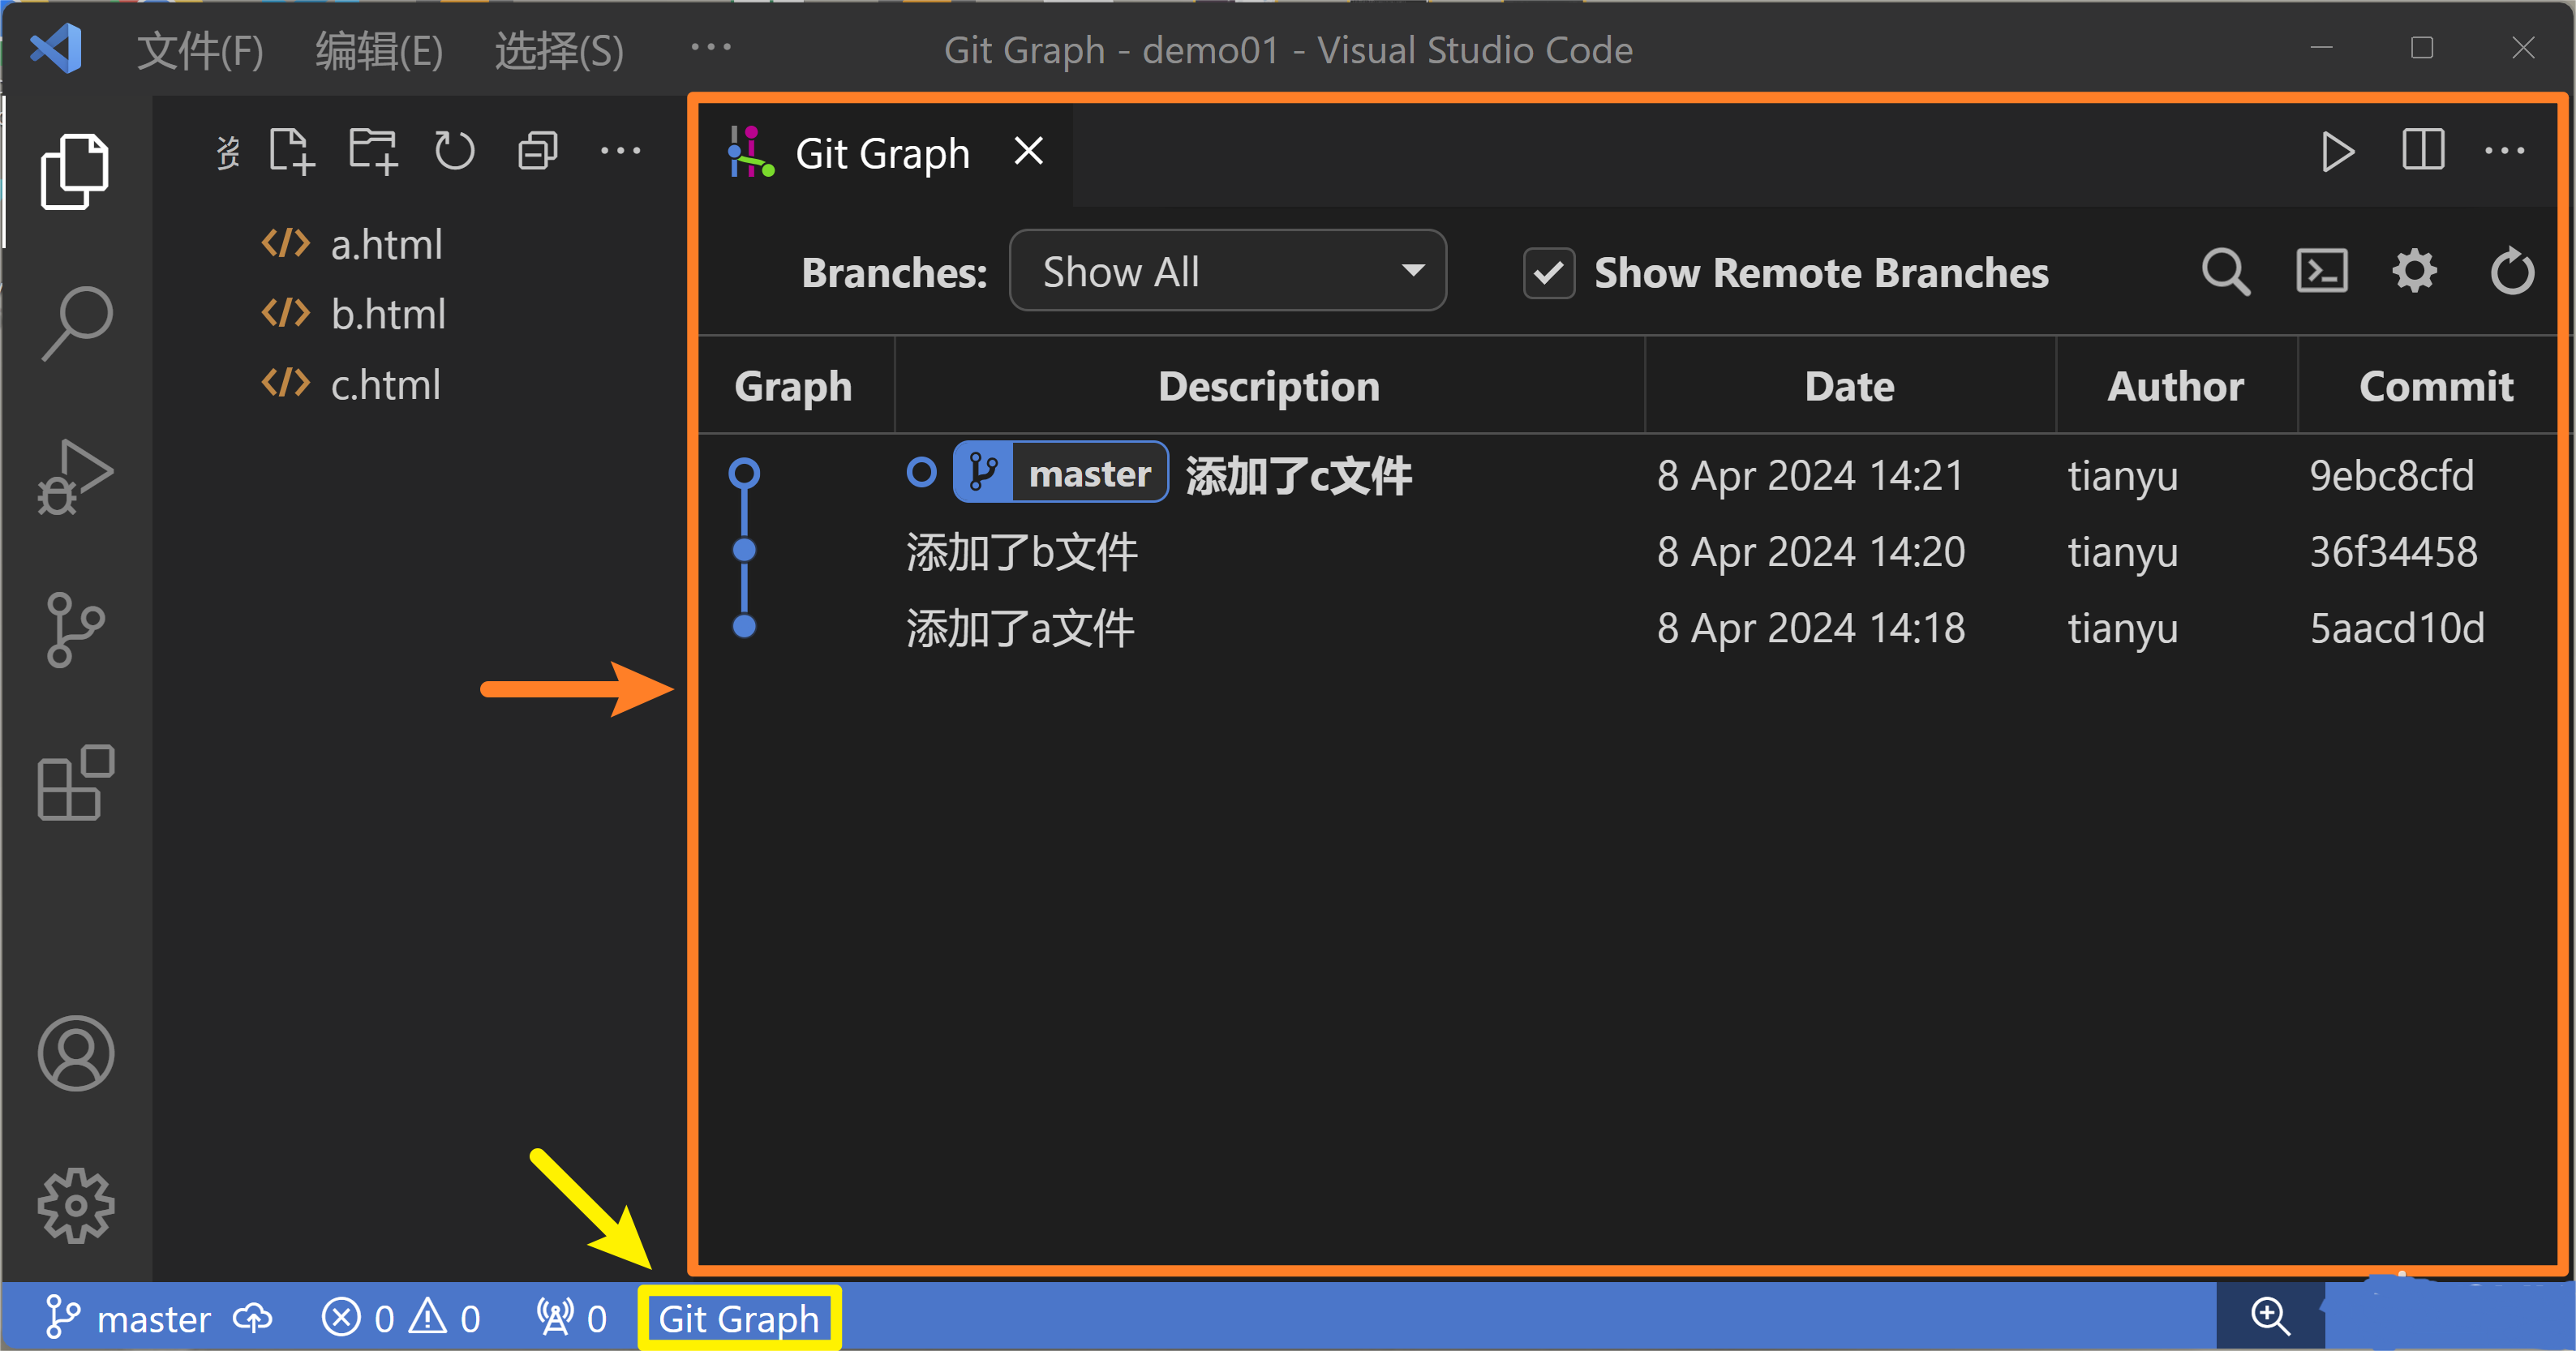 文件(F) 编辑(E) 选择(S) ··· Git Graph - demo01 - Visual Studio Code
资
a.html
b.html
c.html
Git Graph
Branches: Show All Show Remote Branches
Graph Description Date Author Commit
master 添加了c文件 8 Apr 2024 14:21 tianyu 9ebc8cfd
添加了b文件 8 Apr 2024 14:20 tianyu 36f34458
添加了a文件 8 Apr 2024 14:18 tianyu 5aacd10d
master 0 0 0 Git Graph